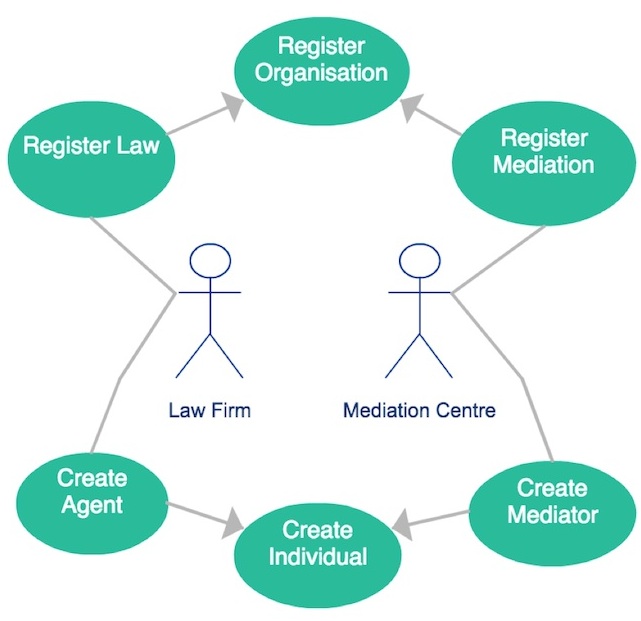 Register
Organisation
Register Law
Register
Mediation
Law Firm
Mediation Centre
Create
Agent
Create
Mediator
Create
Individual